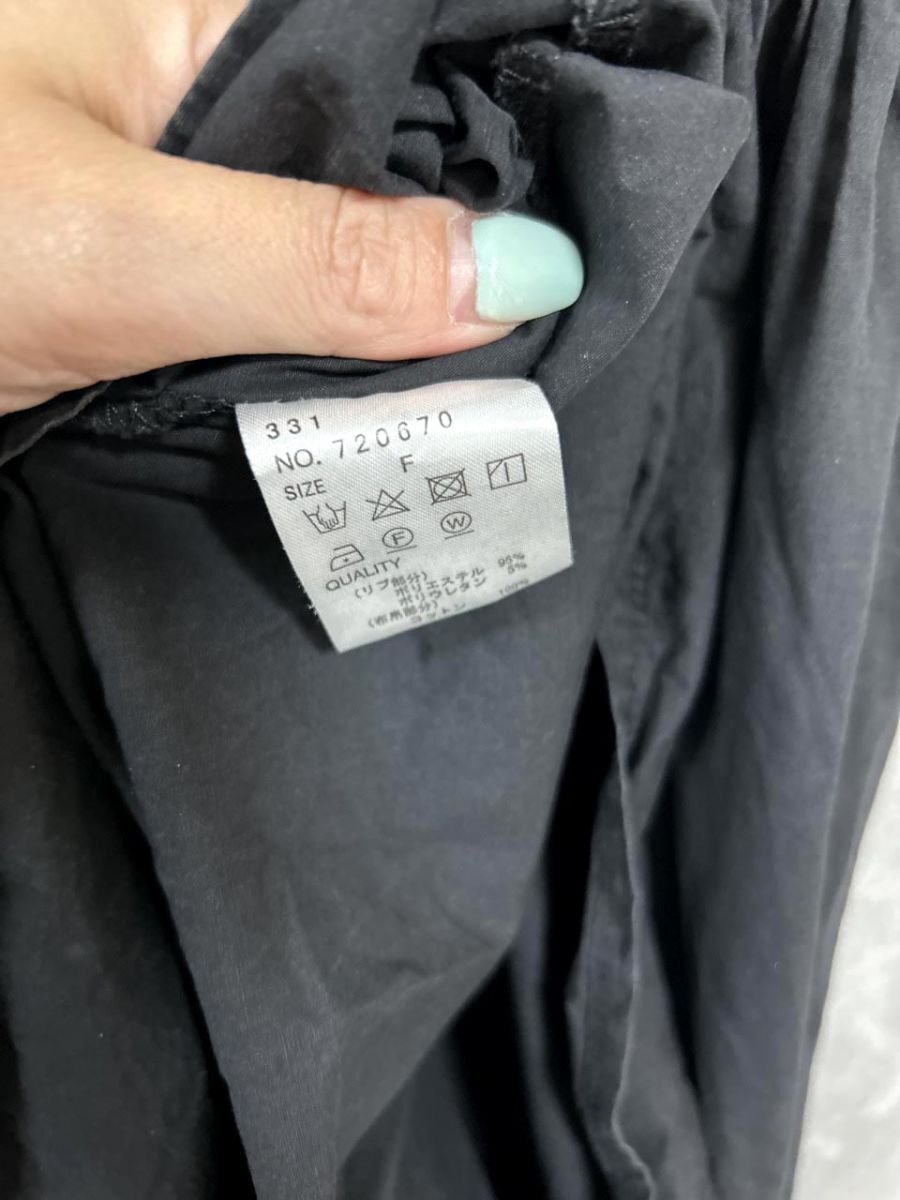 331
NO. 720670
SIZE F
F W
QUALITY
(リブ部分)
ポリエステル 95%
ポリウレタン 5%
(布帛部分)
コットン 100%